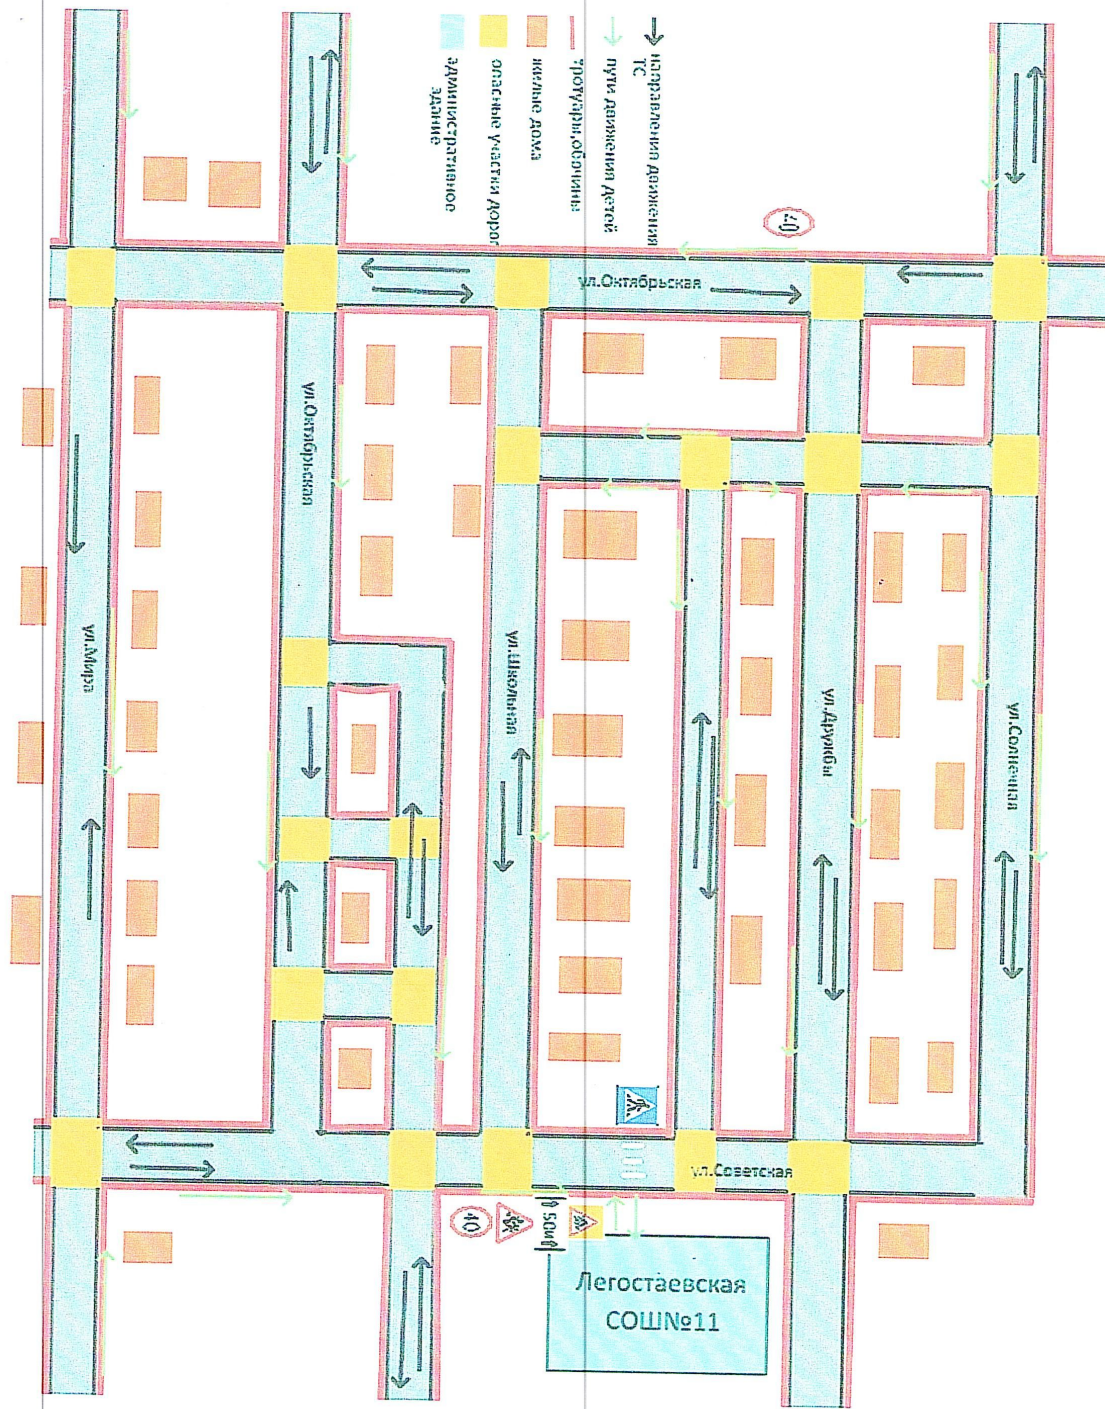 направления движения
ТС
пути движения детей
тротуары,обочины
жилые дома
опасные участки дорог
административное
здание
40
ул.Октябрьская
ул.Октябрьская
ул.Мира
ул.Школьная
ул.Дружбы
ул.Солнечная
ул.Советская
40
50м
Легостаевская
СОШ№11